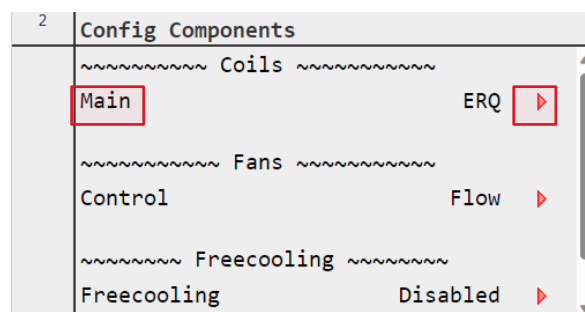 2
Config Components
~~~~~~~~~~ Coils ~~~~~~~~~~~
Main ERQ
~~~~~~~~~~~ Fans ~~~~~~~~~~~
Control Flow
~~~~~~~~ Freecooling ~~~~~~~~
Freecooling Disabled